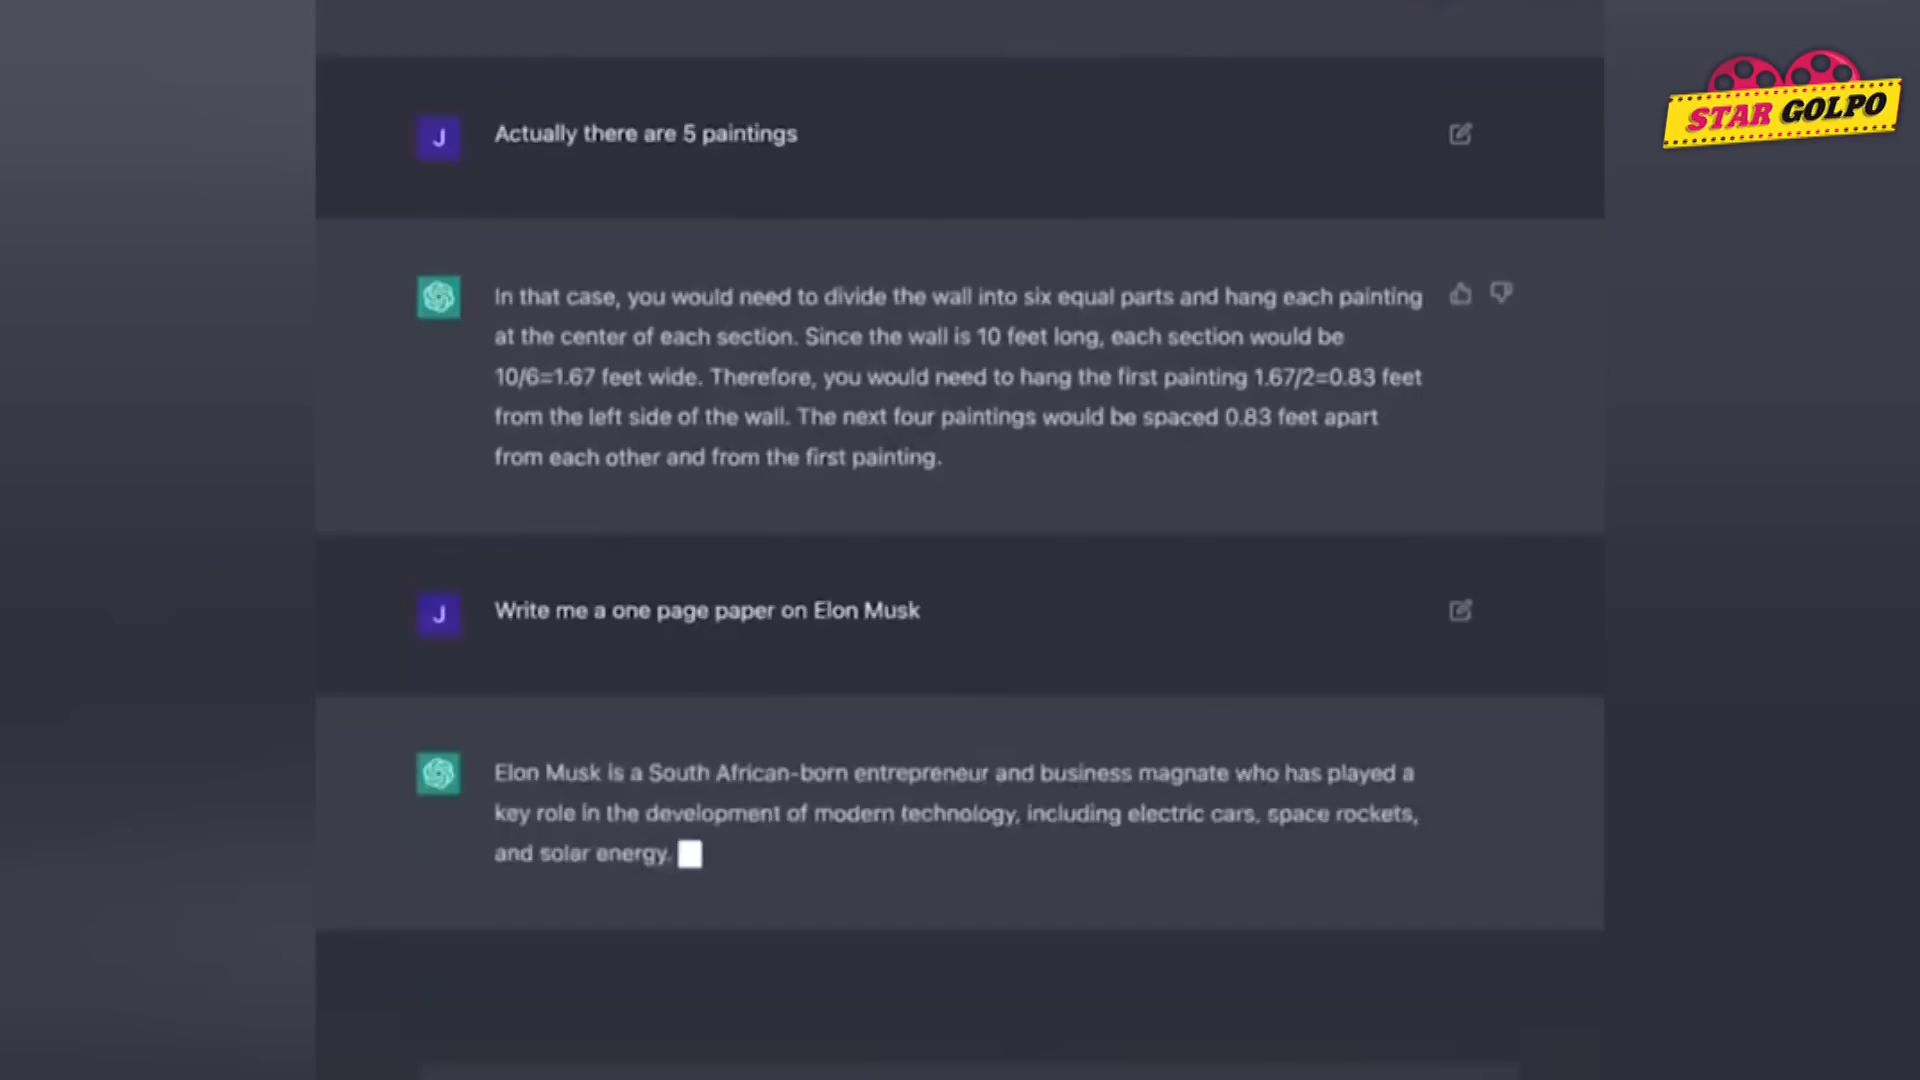 STAR GOLPO
J
Actually there are 5 paintings
In that case, you would need to divide the wall into six equal parts and hang each painting
at the center of each section. Since the wall is 10 feet long, each section would be
10/6=1.67 feet wide. Therefore, you would need to hang the first painting 1.67/2=0.83 feet
from the left side of the wall. The next four paintings would be spaced 0.83 feet apart
from each other and from the first painting.
J
Write me a one page paper on Elon Musk
Elon Musk is a South African-born entrepreneur and business magnate who has played a
key role in the development of modern technology, including electric cars, space rockets,
and solar energy.